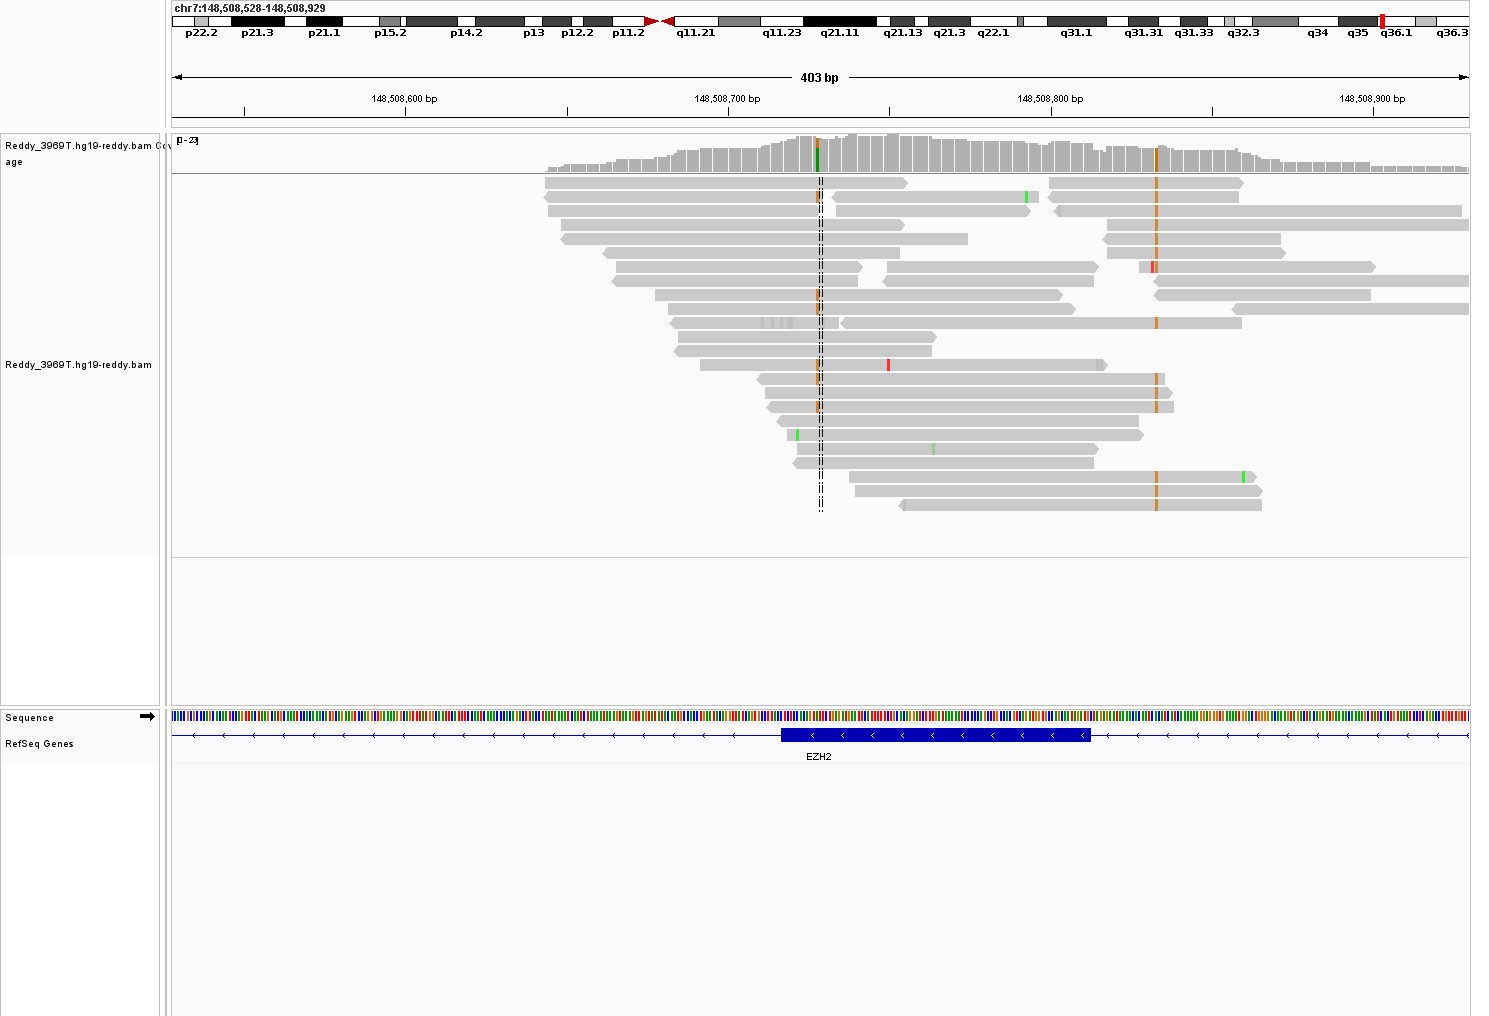 chr7:148,508,528-148,508,929
p22.2 p21.3 p21.1 p15.2 p14.2 p13 p12.2 p11.2 q11.21 q11.23 q21.11 q21.13 q21.3 q22.1 q31.1 q31.31 q31.33 q32.3 q34 q35 q36.1 q36.3
403 bp
148,508,600 bp 148,508,700 bp 148,508,800 bp 148,508,900 bp
[0 - 23]
Reddy_3969T.hg19-reddy.bam Cov
age
Reddy_3969T.hg19-reddy.bam
Sequence
RefSeq Genes
EZH2